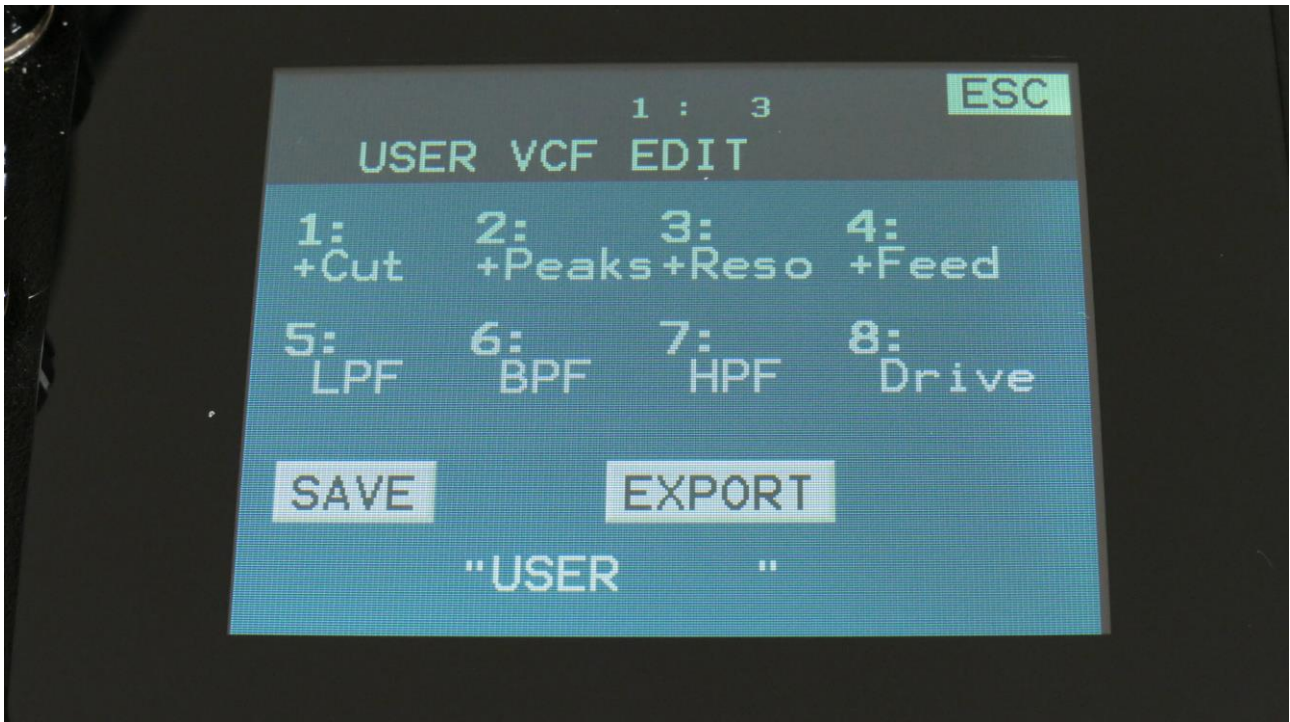 ESC
1 : 3
USER VCF EDIT
1: 2: 3: 4:
+Cut +Peaks +Reso +Feed
5: 6: 7: 8:
LPF BPF HPF Drive
SAVE EXPORT
"USER "